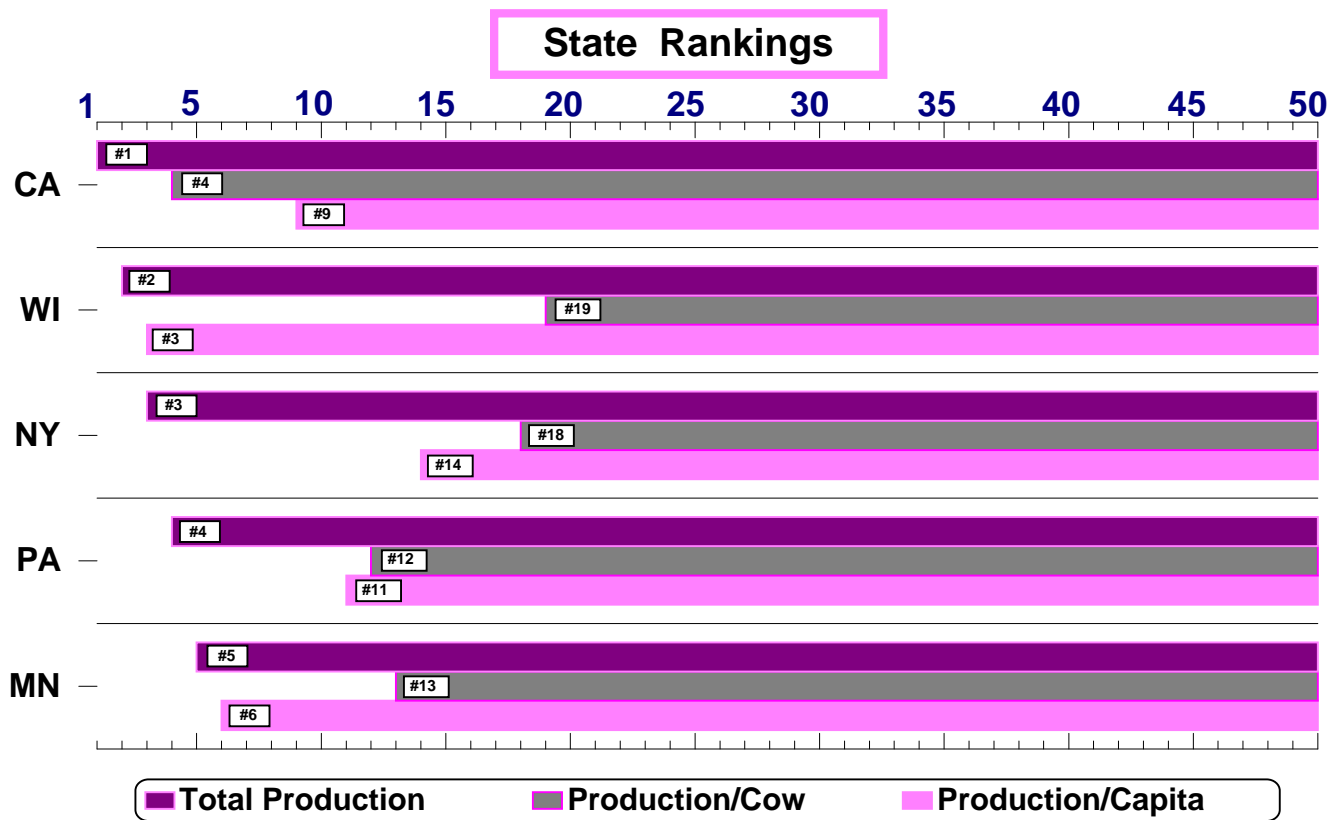 State Rankings
1 5 10 15 20 25 30 35 40 45 50
#1
CA #4
#9
#2
WI #19
#3
#3
NY #18
#14
#4
PA #12
#11
#5
MN #13
#6
Total Production Production/Cow Production/Capita